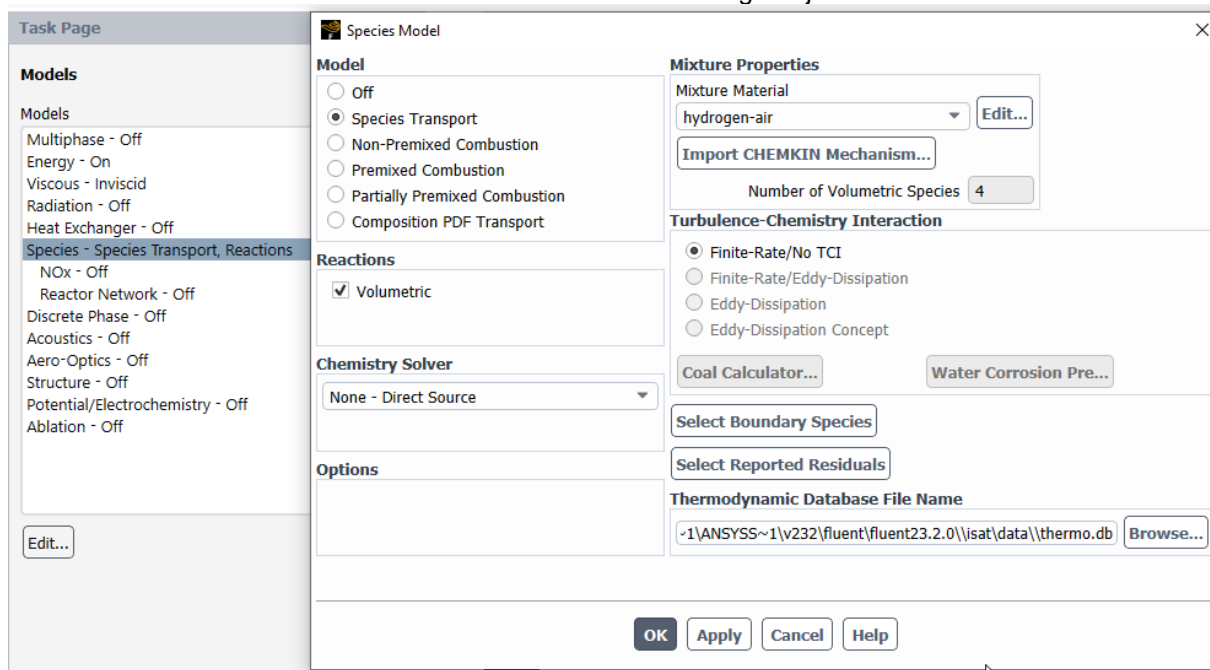 Task Page
Models
Models
Multiphase - Off
Energy - On
Viscous - Inviscid
Radiation - Off
Heat Exchanger - Off
Species - Species Transport, Reactions
NOx - Off
Reactor Network - Off
Discrete Phase - Off
Acoustics - Off
Aero-Optics - Off
Structure - Off
Potential/Electrochemistry - Off
Ablation - Off
Edit...
Species Model
Model
Off
Species Transport
Non-Premixed Combustion
Premixed Combustion
Partially Premixed Combustion
Composition PDF Transport
Reactions
Volumetric
Chemistry Solver
None - Direct Source
Options
Mixture Properties
Mixture Material
hydrogen-air
Edit...
Import CHEMKIN Mechanism...
Number of Volumetric Species 4
Turbulence-Chemistry Interaction
Finite-Rate/No TCI
Finite-Rate/Eddy-Dissipation
Eddy-Dissipation
Eddy-Dissipation Concept
Coal Calculator...
Water Corrosion Pre...
Select Boundary Species
Select Reported Residuals
Thermodynamic Database File Name
~1\ANSYSS~1\v232\fluent\fluent23.2.0\\isat\data\\thermo.db
Browse...
OK
Apply
Cancel
Help